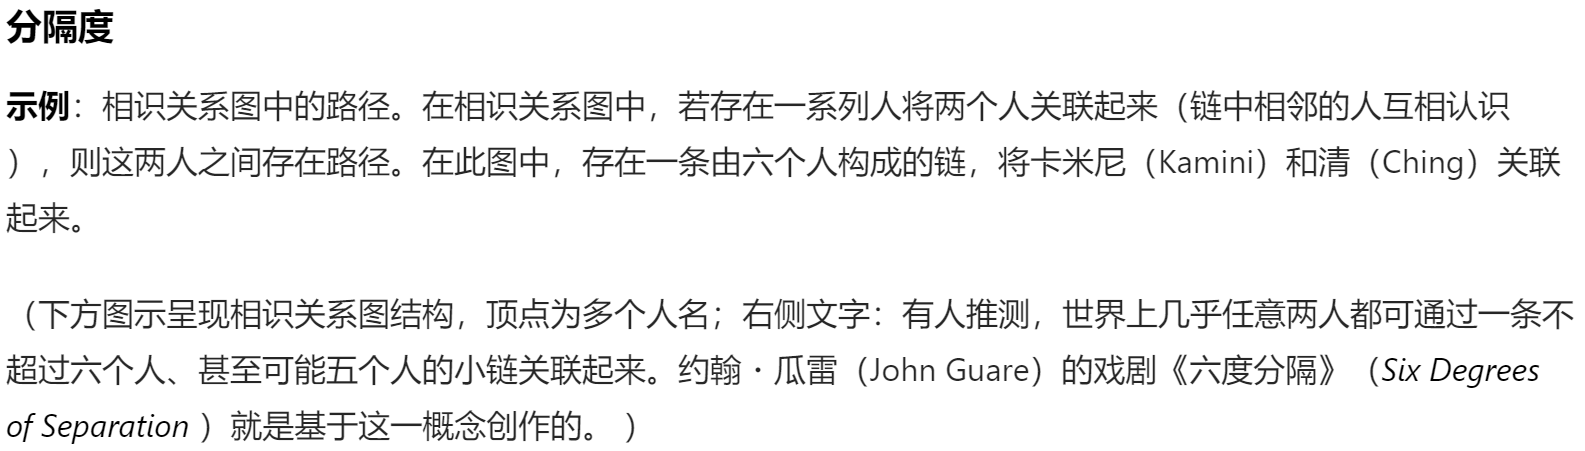 分隔度
示例：相识关系图中的路径。在相识关系图中，若存在一系列人将两个人关联起来（链中相邻的人互相认识
），则这两人之间存在路径。在此图中，存在一条由六个人构成的链，将卡米尼（Kamini）和清（Ching）关联
起来。
（下方图示呈现相识关系图结构，顶点为多个人名；右侧文字：有人推测，世界上几乎任意两人都可通过一条不
超过六个人、甚至可能五个人的小链关联起来。约翰・瓜雷（John Guare）的戏剧《六度分隔》（Six Degrees
of Separation ）就是基于这一概念创作的。 ）